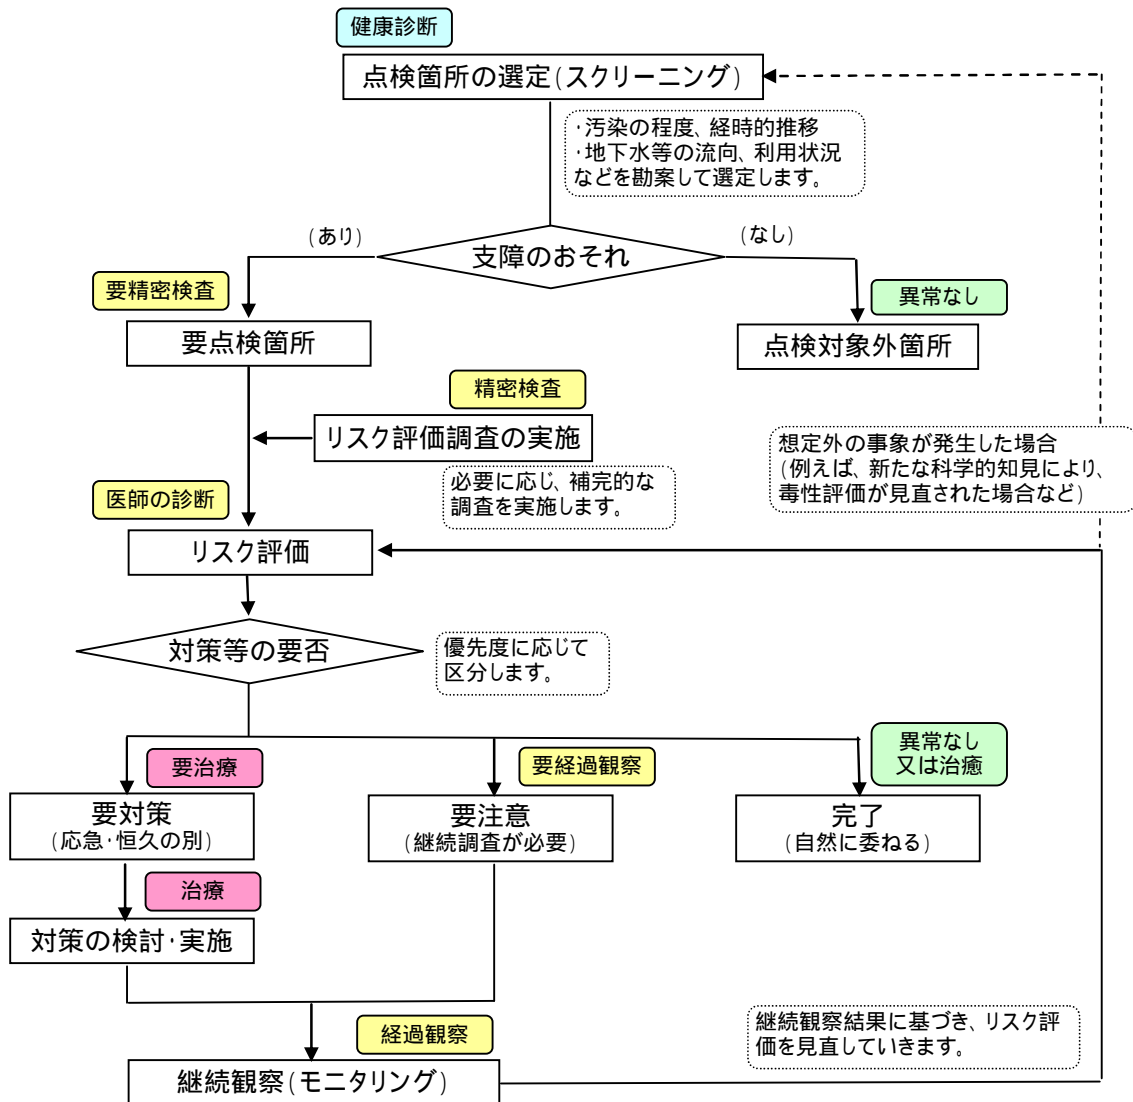 健康診断
点検箇所の選定(スクリーニング)
･汚染の程度、経時的推移
･地下水等の流向、利用状況
などを勘案して選定します。
(あり)
(なし)
支障のおそれ
要精密検査
異常なし
要点検箇所
点検対象外箇所
精密検査
リスク評価調査の実施
想定外の事象が発生した場合
(例えば、新たな科学的知見により、
毒性評価が見直された場合など)
必要に応じ、補完的な
調査を実施します。
医師の診断
リスク評価
対策等の要否
優先度に応じて
区分します。
要治療
要経過観察
異常なし
又は治癒
要対策
(応急･恒久の別)
要注意
(継続調査が必要)
完了
(自然に委ねる)
治療
対策の検討･実施
経過観察
継続観察結果に基づき、リスク評
価を見直していきます。
継続観察(モニタリング)